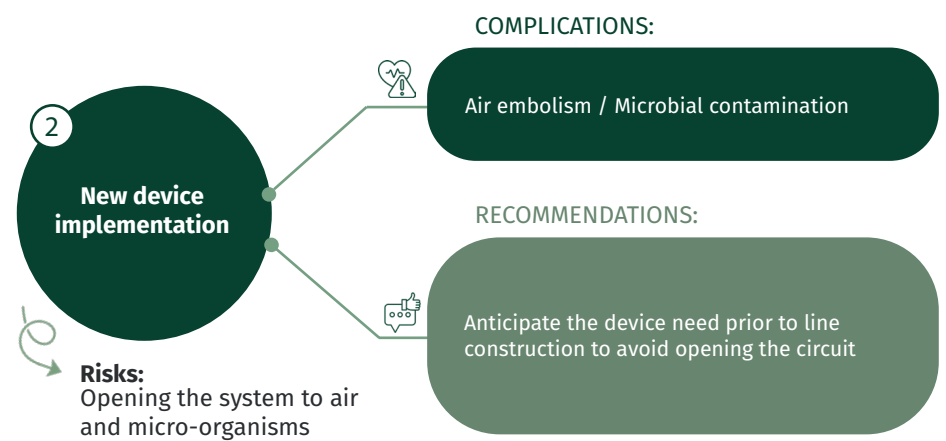 2
New device
implementation
Risks:
Opening the system to air
and micro-organisms
COMPLICATIONS:
Air embolism / Microbial contamination
RECOMMENDATIONS:
Anticipate the device need prior to line
construction to avoid opening the circuit